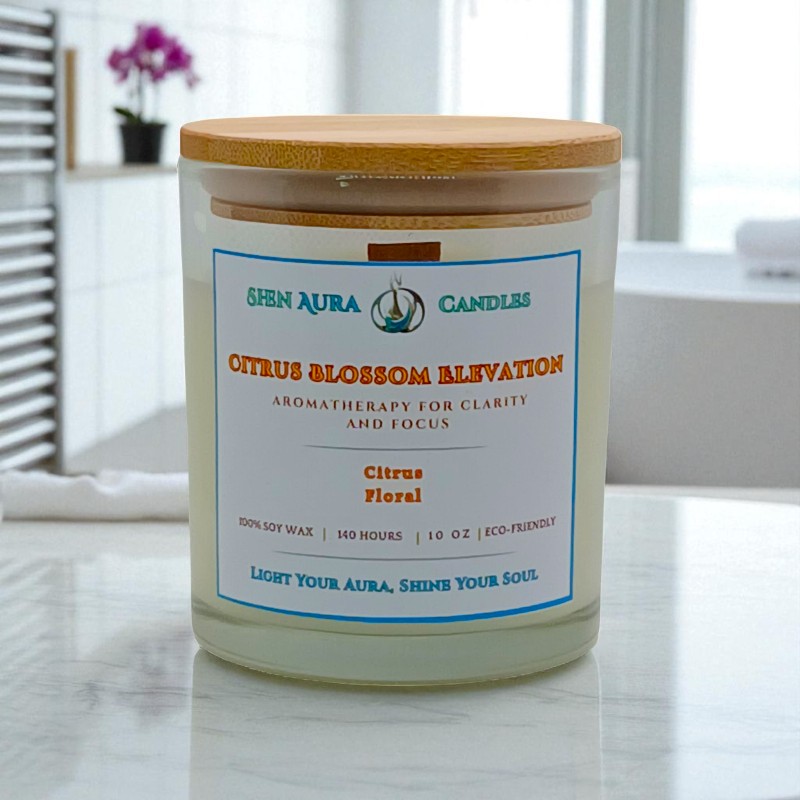 Shen Aura Candles
Citrus Blossom Elevation
Aromatherapy for Clarity
and Focus
Citrus
Floral
100% Soy Wax | 140 Hours | 10 oz | Eco-Friendly
Light Your Aura, Shine Your Soul